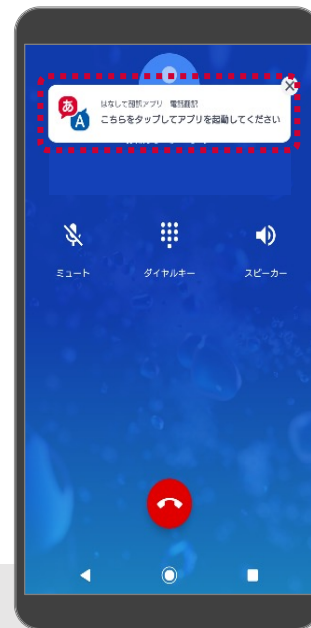 はなして翻訳アプリ 電話翻訳
こちらをタップしてアプリを起動してください
ミュート
ダイヤルキー
スピーカー